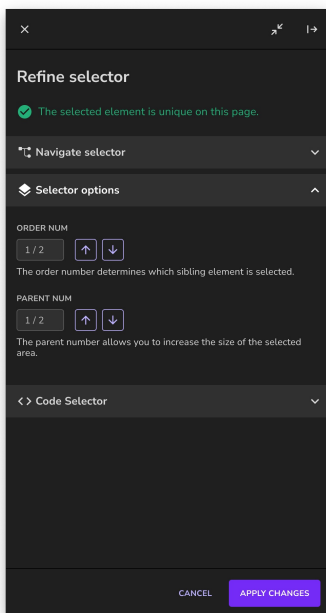 Refine selector
The selected element is unique on this page.
Navigate selector
Selector options
ORDER NUM
1 / 2
The order number determines which sibling element is selected.
PARENT NUM
1 / 2
The parent number allows you to increase the size of the selected
area.
<> Code Selector
CANCEL
APPLY CHANGES